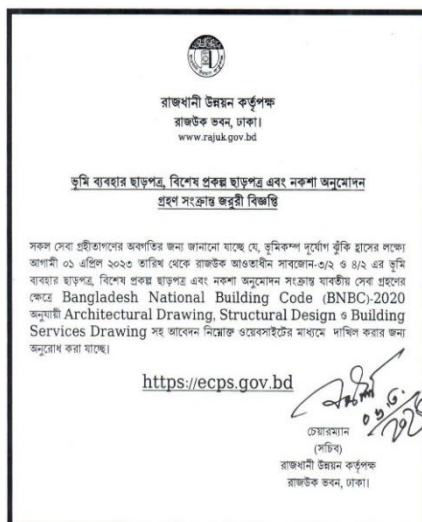 রাজধানী উন্নয়ন কর্তৃপক্ষ
রাজউক ভবন, ঢাকা।
www.rajuk.gov.bd
ভূমি ব্যবহার ছাড়পত্র, বিশেষ প্রকল্প ছাড়পত্র এবং নকশা অনুমোদন
গ্রহণ সংক্রান্ত জরুরী বিজ্ঞপ্তি
সকল সেবা গ্রহীতাগণের অবগতির জন্য জানানো যাচ্ছে যে, ভূমিকম্প দূর্যোগ ঝুঁকি হ্রাসের লক্ষ্যে
আগামী ০১ এপ্রিল ২০২৩ তারিখ থেকে রাজউক আওতাধীন সাবজোন-৩/২ ও ৪/২ এর ভূমি
ব্যবহার ছাড়পত্র, বিশেষ প্রকল্প ছাড়পত্র এবং নকশা অনুমোদন সংক্রান্ত যাবতীয় সেবা গ্রহণের
ক্ষেত্রে Bangladesh National Building Code (BNBC)-2020
অনুযায়ী Architectural Drawing, Structural Design ও Building
Services Drawing সহ আবেদন নিম্নোক্ত ওয়েবসাইটের মাধ্যমে দাখিল করার জন্য
অনুরোধ করা যাচ্ছে।
https://ecps.gov.bd
চেয়ারম্যান
(সচিব)
রাজধানী উন্নয়ন কর্তৃপক্ষ
রাজউক ভবন, ঢাকা।